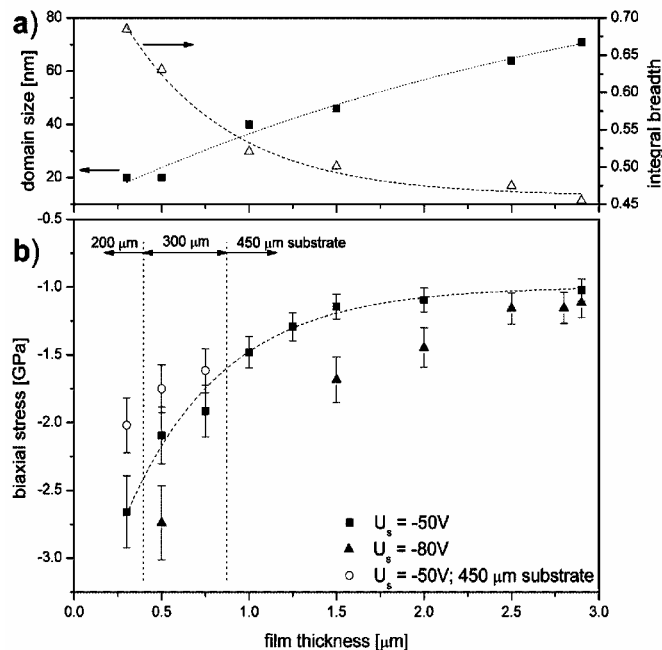 a)
80
60
40
20
domain size [nm]
0.70
0.65
0.60
0.55
0.50
0.45
integral breadth
b)
-0.5
-1.0
-1.5
-2.0
-2.5
-3.0
biaxial stress [GPa]
200 μm 300 μm 450 μm substrate
U_s = -50V
U_s = -80V
U_s = -50V; 450 μm substrate
0.0 0.5 1.0 1.5 2.0 2.5 3.0
film thickness [μm]